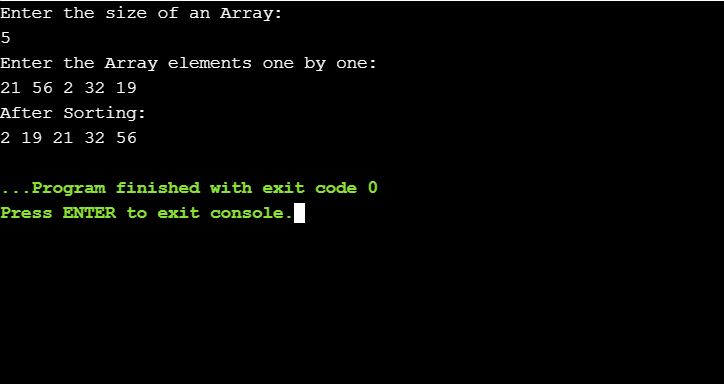 Enter the size of an Array:
5
Enter the Array elements one by one:
21 56 2 32 19
After Sorting:
2 19 21 32 56
...Program finished with exit code 0
Press ENTER to exit console.